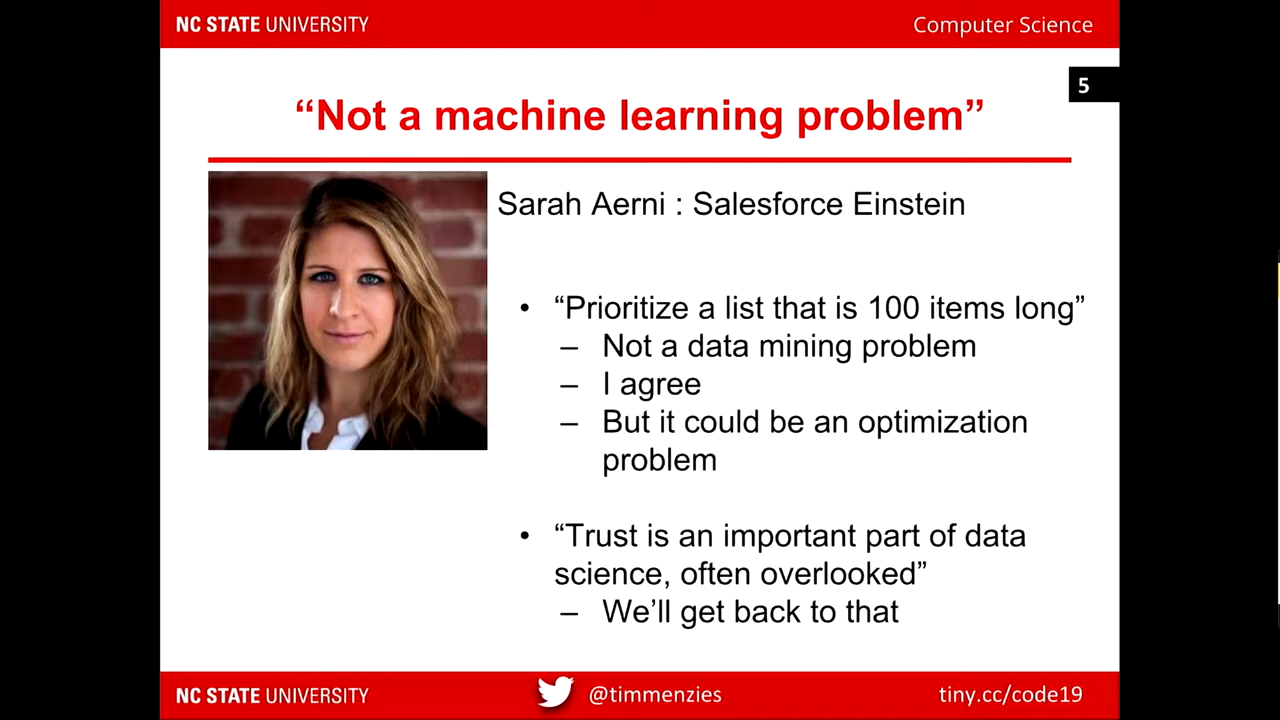 NC STATE UNIVERSITY
Computer Science
5
“Not a machine learning problem”
Sarah Aerni : Salesforce Einstein
• “Prioritize a list that is 100 items long”
– Not a data mining problem
– I agree
– But it could be an optimization
problem
• “Trust is an important part of data
science, often overlooked”
– We’ll get back to that
NC STATE UNIVERSITY
@timmenzies
tiny.cc/code19